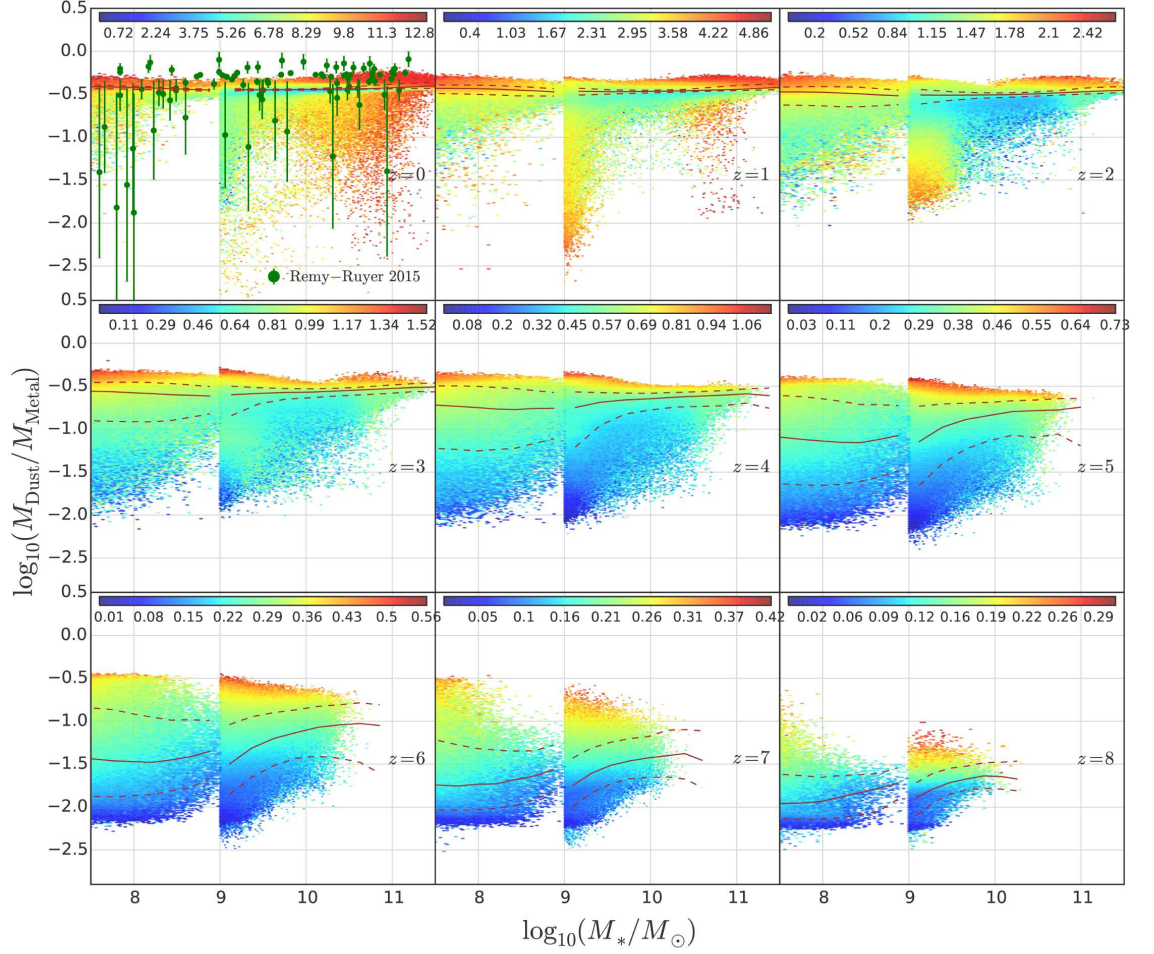 0.5
0.72 2.24 3.75 5.26 6.78 8.29 9.8 11.3 12.8
0.4 1.03 1.67 2.31 2.95 3.58 4.22 4.86
0.2 0.52 0.84 1.15 1.47 1.78 2.1 2.42
0.0
−0.5
−1.0
−1.5
z=0
z=1
z=2
−2.0
−2.5
Remy−Ruyer 2015
0.5
0.11 0.29 0.46 0.64 0.81 0.99 1.17 1.34 1.52
0.08 0.2 0.32 0.45 0.57 0.69 0.81 0.94 1.06
0.03 0.11 0.2 0.29 0.38 0.46 0.55 0.64 0.73
0.0
−0.5
−1.0
−1.5
z=3
z=4
z=5
−2.0
−2.5
log10(MDust/MMetal)
0.5
0.01 0.08 0.15 0.22 0.29 0.36 0.43 0.5 0.56
0.05 0.1 0.16 0.21 0.26 0.31 0.37 0.42
0.02 0.06 0.09 0.12 0.16 0.19 0.22 0.26 0.29
0.0
−0.5
−1.0
−1.5
z=6
z=7
z=8
−2.0
−2.5
8 9 10 11 8 9 10 11 8 9 10 11
log10(M*/M⊙)